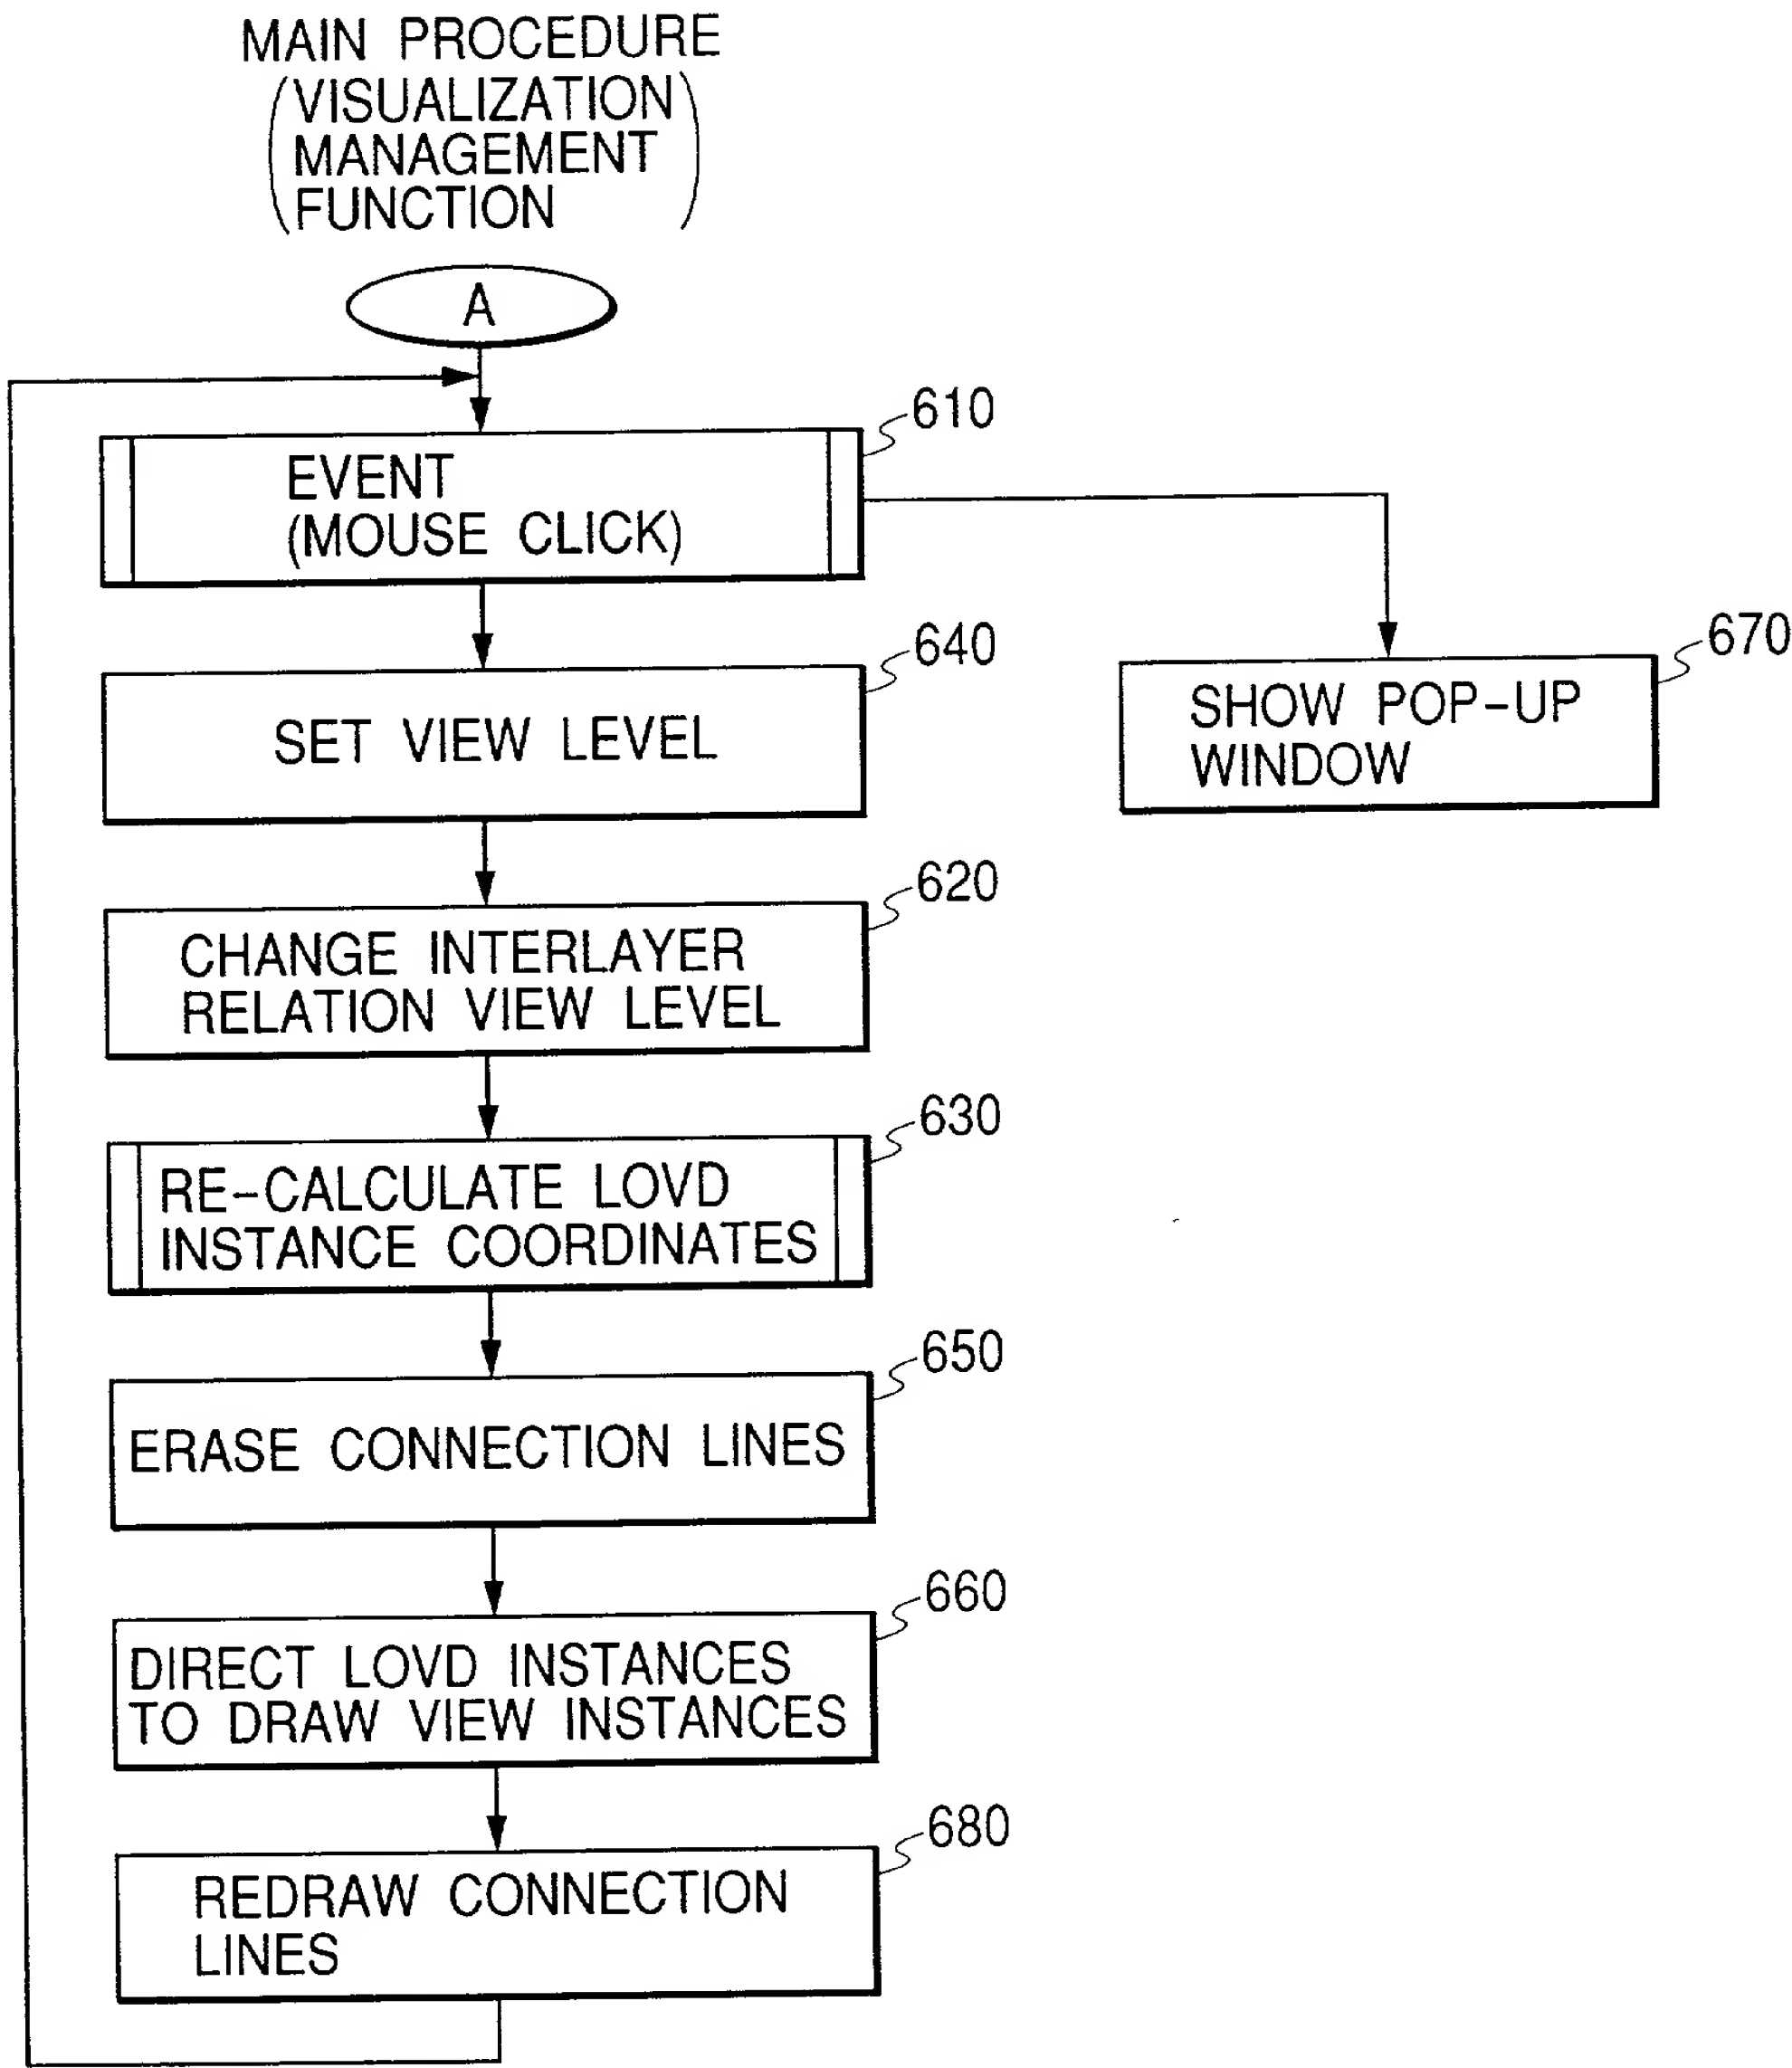 MAIN PROCEDURE
(VISUALIZATION
MANAGEMENT
FUNCTION)
A
610
EVENT
(MOUSE CLICK)
640
SET VIEW LEVEL
670
SHOW POP-UP
WINDOW
620
CHANGE INTERLAYER
RELATION VIEW LEVEL
630
RE-CALCULATE LOVD
INSTANCE COORDINATES
650
ERASE CONNECTION LINES
660
DIRECT LOVD INSTANCES
TO DRAW VIEW INSTANCES
680
REDRAW CONNECTION
LINES